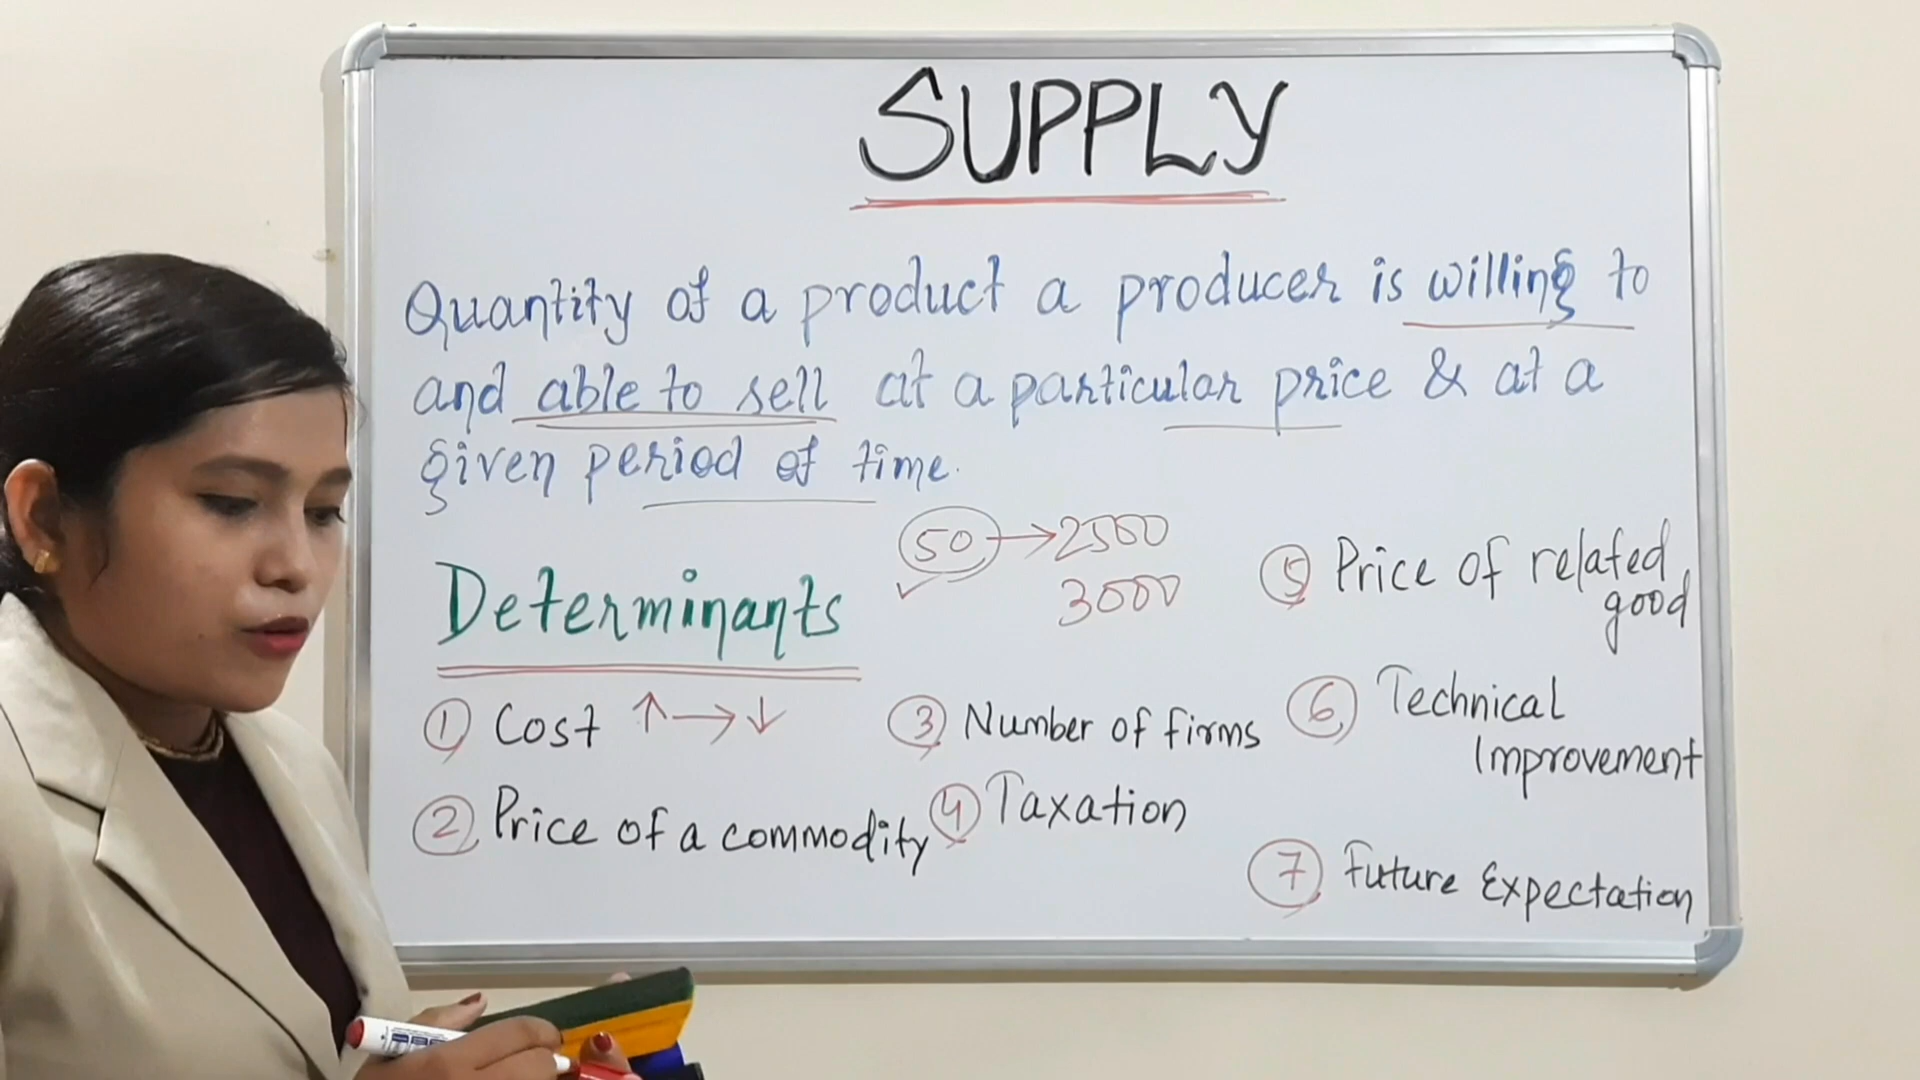 SUPPLY
Quantity of a product a producer is willing to
and able to sell at a particular price & at a
given period of time.
50 → 2500
3000
Determinants
① Cost ↑ → ↓
② Price of a commodity
③ Number of firms
④ Taxation
⑤ Price of related
good
⑥ Technical
Improvement
⑦ Future Expectation